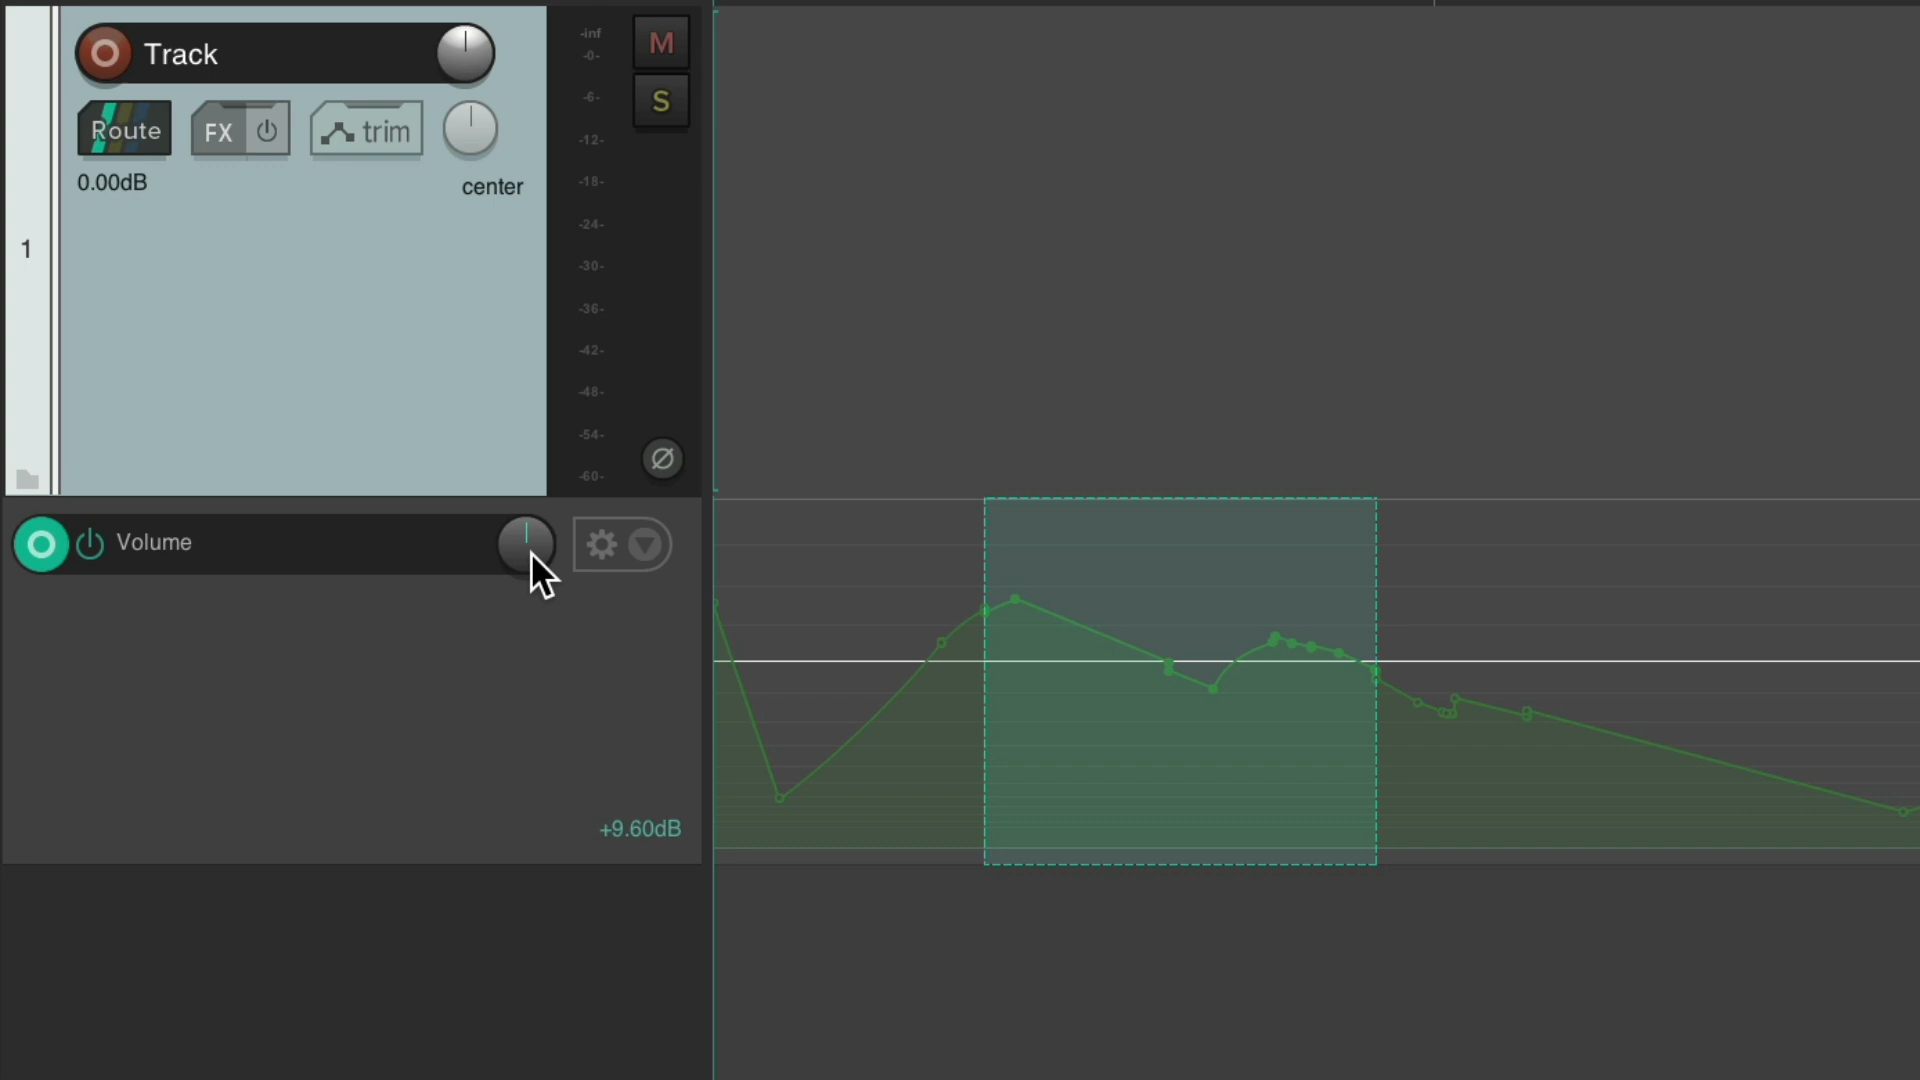 Track
Route FX trim
0.00dB
center
1
-inf
-0-
-6-
-12-
-18-
-24-
-30-
-36-
-42-
-48-
-54-
-60-
M
S
Volume
+9.60dB